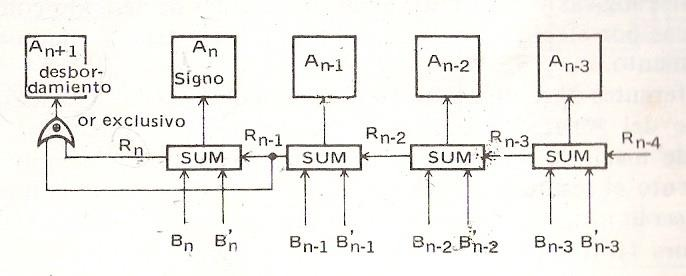 Aₙ₊₁ Aₙ Aₙ₋₁ Aₙ₋₂ Aₙ₋₃
desbor-
damiento
Signo
or exclusivo
Rₙ Rₙ₋₁ Rₙ₋₂ Rₙ₋₃ Rₙ₋₄
SUM SUM SUM SUM
Bₙ B'ₙ Bₙ₋₁ B'ₙ₋₁ Bₙ₋₂ B'ₙ₋₂ Bₙ₋₃ B'ₙ₋₃